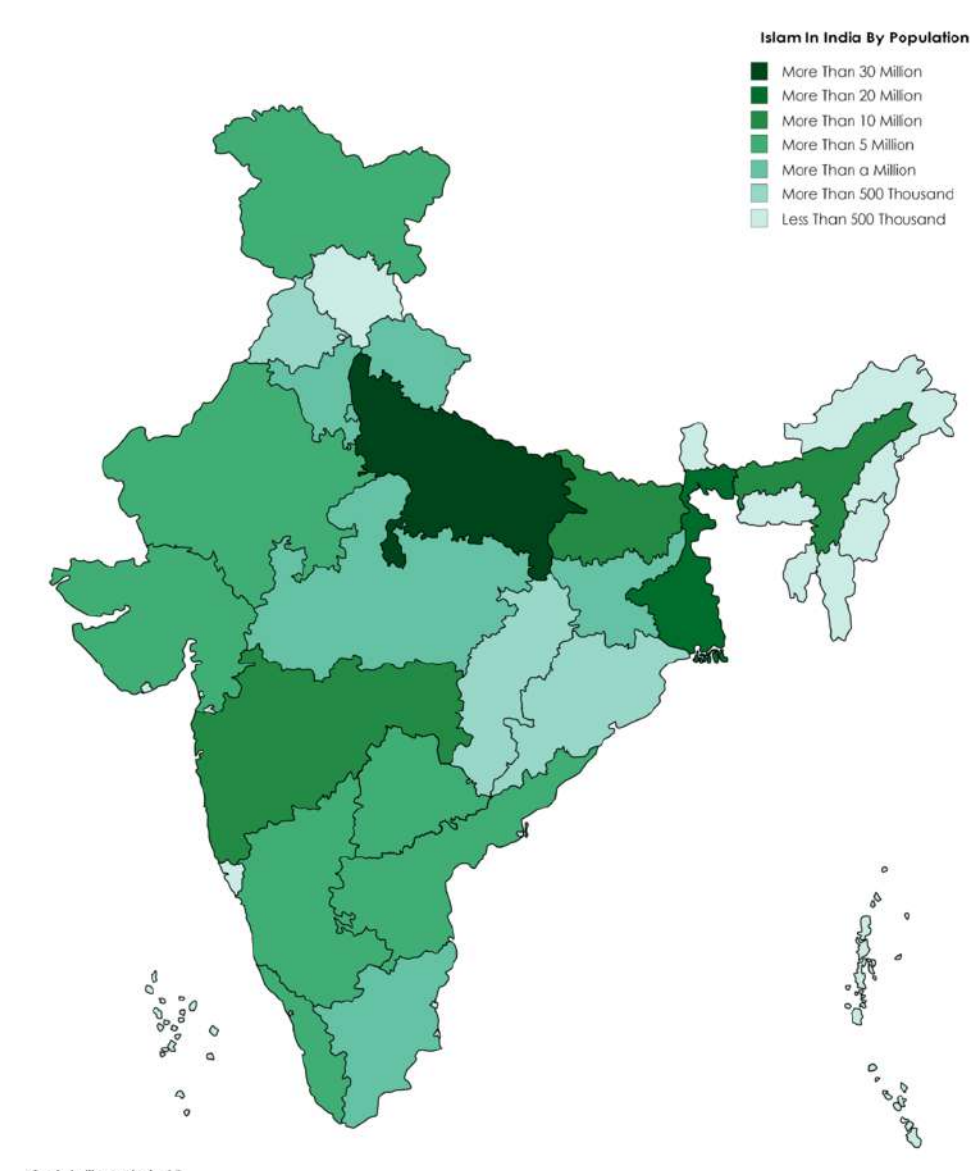 Islam In India By Population
More Than 30 Million
More Than 20 Million
More Than 10 Million
More Than 5 Million
More Than a Million
More Than 500 Thousand
Less Than 500 Thousand